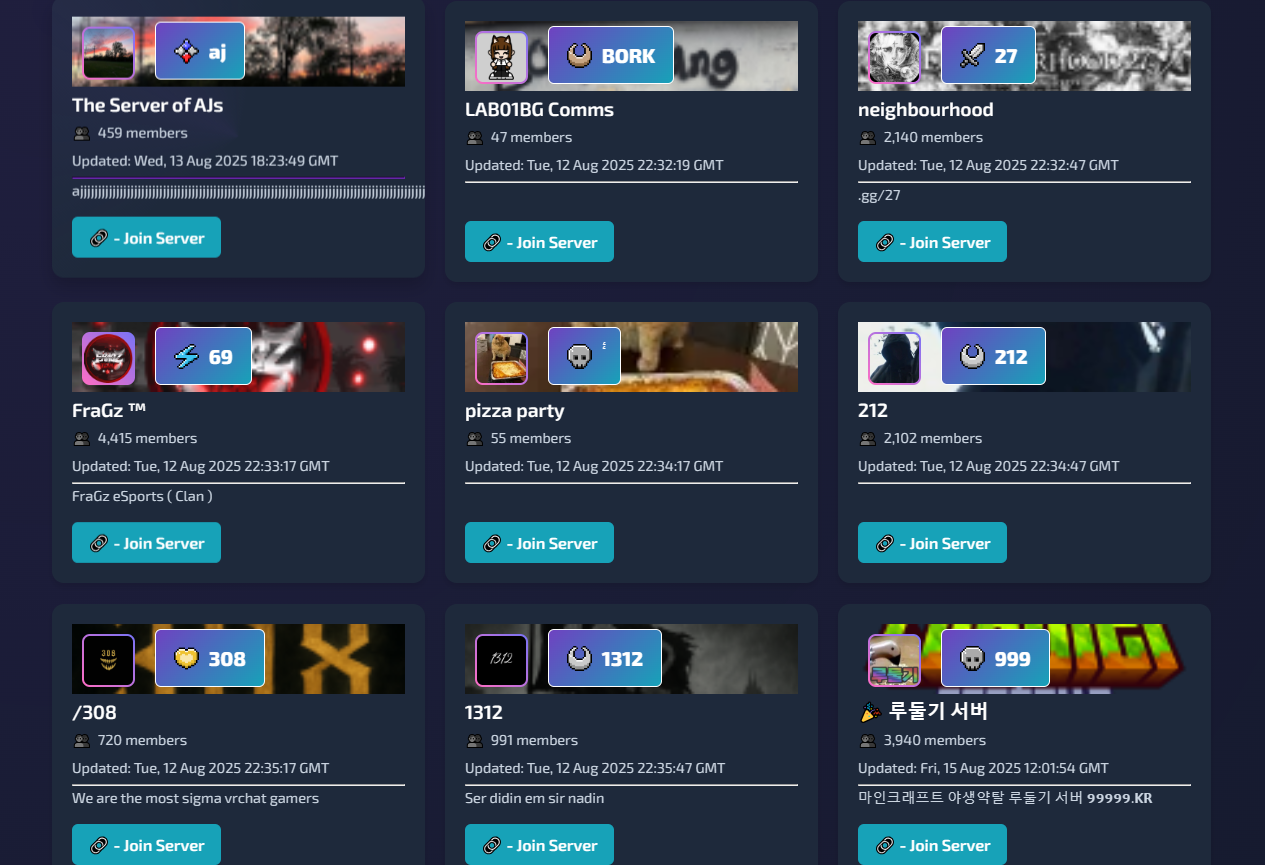 aj
The Server of AJs
459 members
Updated: Wed, 13 Aug 2025 18:23:49 GMT
- Join Server
BORK
LAB01BG Comms
47 members
Updated: Tue, 12 Aug 2025 22:32:19 GMT
- Join Server
27
neighbourhood
2,140 members
Updated: Tue, 12 Aug 2025 22:32:47 GMT
.gg/27
- Join Server
69
FraGz ™
4,415 members
Updated: Tue, 12 Aug 2025 22:33:17 GMT
FraGz eSports ( Clan )
- Join Server
pizza party
55 members
Updated: Tue, 12 Aug 2025 22:34:17 GMT
- Join Server
212
212
2,102 members
Updated: Tue, 12 Aug 2025 22:34:47 GMT
- Join Server
308
308
/308
720 members
Updated: Tue, 12 Aug 2025 22:35:17 GMT
We are the most sigma vrchat gamers
- Join Server
1312
1312
1312
991 members
Updated: Tue, 12 Aug 2025 22:35:47 GMT
Ser didin em sir nadin
- Join Server
999
🎉 루둘기 서버
3,940 members
Updated: Fri, 15 Aug 2025 12:01:54 GMT
마인크래프트 야생약탈 루둘기 서버 99999.KR
- Join Server